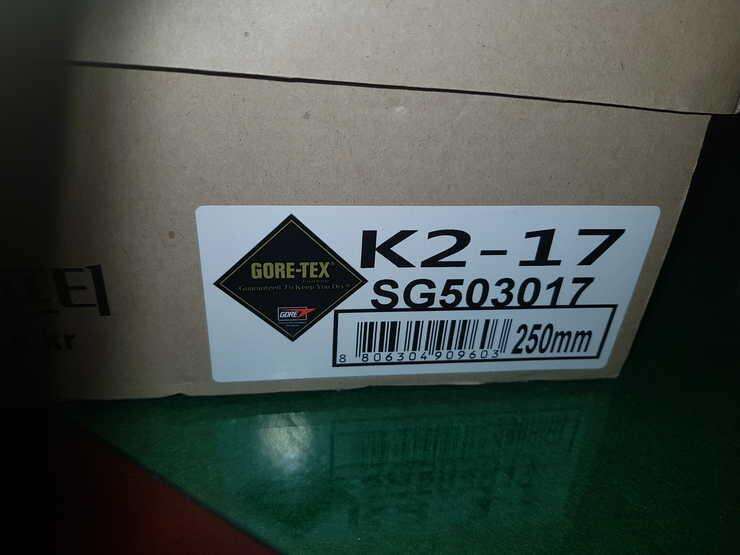 GORE-TEX®
Guaranteed To Keep You Dry®
GORE
K2-17
SG503017
8 806304 909603
250mm